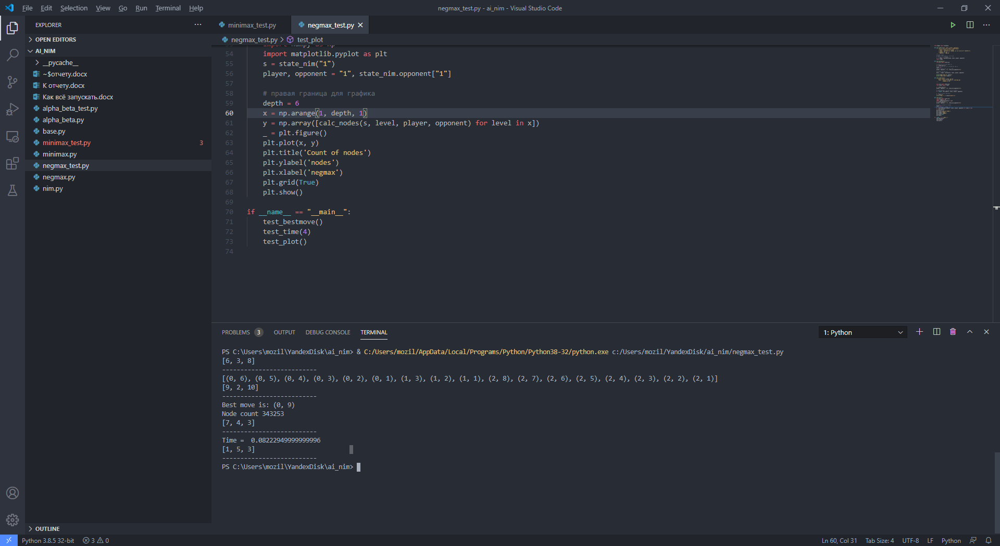 File Edit Selection View Go Run Terminal Help
negmax_test.py - ai_nim - Visual Studio Code
EXPLORER
OPEN EDITORS
AI_NIM
__pycache__
~$отчету.docx
К отчету.docx
Как всё запускать.docx
alpha_beta_test.py
alpha_beta.py
base.py
minimax_test.py 3
minimax.py
negmax_test.py
negmax.py
nim.py
OUTLINE
minimax_test.py negmax_test.py
negmax_test.py > test_plot
53 import numpy as np
54 import matplotlib.pyplot as plt
55 s = state_nim("1")
56 player, opponent = "1", state_nim.opponent["1"]
57
58 # правая граница для графика
59 depth = 6
60 x = np.arange(1, depth, 1)
61 y = np.array([calc_nodes(s, level, player, opponent) for level in x])
62 _ = plt.figure()
63 plt.plot(x, y)
64 plt.title('Count of nodes')
65 plt.ylabel('nodes')
66 plt.xlabel('negmax')
67 plt.grid(True)
68 plt.show()
69
70 if __name__ == "__main__":
71 test_bestmove()
72 test_time(4)
73 test_plot()
74
PROBLEMS 3 OUTPUT DEBUG CONSOLE TERMINAL
1: Python
PS C:\Users\mozil\YandexDisk\ai_nim> & C:/Users/mozil/AppData/Local/Programs/Python/Python38-32/python.exe c:/Users/mozil/YandexDisk/ai_nim/negmax_test.py
[6, 3, 8]
--------------------------
[(0, 6), (0, 5), (0, 4), (0, 3), (0, 2), (0, 1), (1, 3), (1, 2), (1, 1), (2, 8), (2, 7), (2, 6), (2, 5), (2, 4), (2, 3), (2, 2), (2, 1)]
[9, 2, 10]
--------------------------
Best move is: (0, 9)
Node count 343253
[7, 4, 3]
--------------------------
Time =  0.08222949999999996
[1, 5, 3]
--------------------------
PS C:\Users\mozil\YandexDisk\ai_nim>
Python 3.8.5 32-bit 3 0
Ln 60, Col 31 Tab Size: 4 UTF-8 LF Python